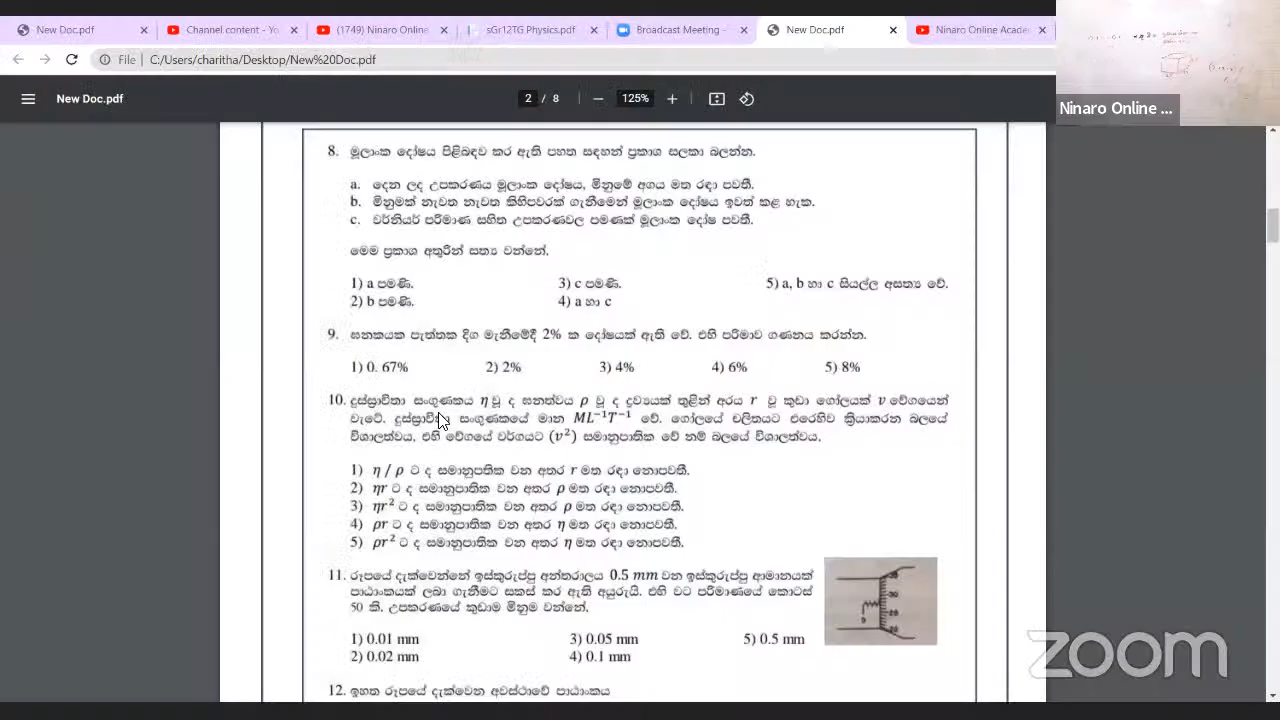 New Doc.pdf
Channel content - Yo
(1749) Ninaro Online
sGr12TG Physics.pdf
Broadcast Meeting -
New Doc.pdf
Ninaro Online Acade
File | C:/Users/charitha/Desktop/New%20Doc.pdf
Ninaro Online ...
New Doc.pdf
2 / 8
125%
8. මූලාංක දෝෂය පිළිබඳව කර ඇති පහත සඳහන් ප්‍රකාශ සලකා බලන්න.
a. දෙන ලද උපකරණය මූලාංක දෝෂය, මිනුමේ අගය මත රඳා පවතී.
b. මිනුමක් නැවත නැවත කිහිපවරක් ගැනීමෙන් මූලාංක දෝෂය ඉවත් කළ හැක.
c. වර්නියර් පරිමාණ සහිත උපකරණවල පමණක් මූලාංක දෝෂ පවතී.
මෙම ප්‍රකාශ අතුරින් සත්‍ය වන්නේ,
1) a පමණි. 3) c පමණි. 5) a, b හා c සියල්ල අසත්‍ය වේ.
2) b පමණි. 4) a හා c
9. ඝනකයක පැත්තක දිග මැනීමේදී 2% ක දෝෂයක් ඇති වේ. එහි පරිමාව ගණනය කරන්න.
1) 0. 67% 2) 2% 3) 4% 4) 6% 5) 8%
10. දුස්ස්‍රාවිතා සංගුණකය η වූ ද ඝනත්වය ρ වූ ද ද්‍රව්‍යයක් තුළින් අරය r වූ කුඩා ගෝලයක් v වේගයෙන්
වැටේ. දුස්ස්‍රාවිතා සංගුණකයේ මාන ML⁻¹T⁻¹ වේ. ගෝලයේ චලිතයට එරෙහිව ක්‍රියාකරන බලයේ
විශාලත්වය, එහි වේගයේ වර්ගයට (v²) සමානුපාතික වේ නම් බලයේ විශාලත්වය,
1) η / ρ ට ද සමානුපතික වන අතර r මත රඳා නොපවතී.
2) ηr ට ද සමානුපාතික වන අතර ρ මත රඳා නොපවතී.
3) ηr² ට ද සමානුපාතික වන අතර ρ මත රඳා නොපවතී.
4) ρr ට ද සමානුපාතික වන අතර η මත රඳා නොපවතී.
5) ρr² ට ද සමානුපාතික වන අතර η මත රඳා නොපවතී.
11. රූපයේ දැක්වෙන්නේ ඉස්කුරුප්පු අන්තරාලය 0.5 mm වන ඉස්කුරුප්පු ආමානයක්
පාඨාංකයක් ලබා ගැනීමට සකස් කර ඇති අයුරුයි. එහි වට පරිමාණයේ කොටස්
50 කි. උපකරණයේ කුඩාම මිනුම වන්නේ,
1) 0.01 mm 3) 0.05 mm 5) 0.5 mm
2) 0.02 mm 4) 0.1 mm
12. ඉහත රූපයේ දැක්වෙන අවස්ථාවේ පාඨාංකය
zoom